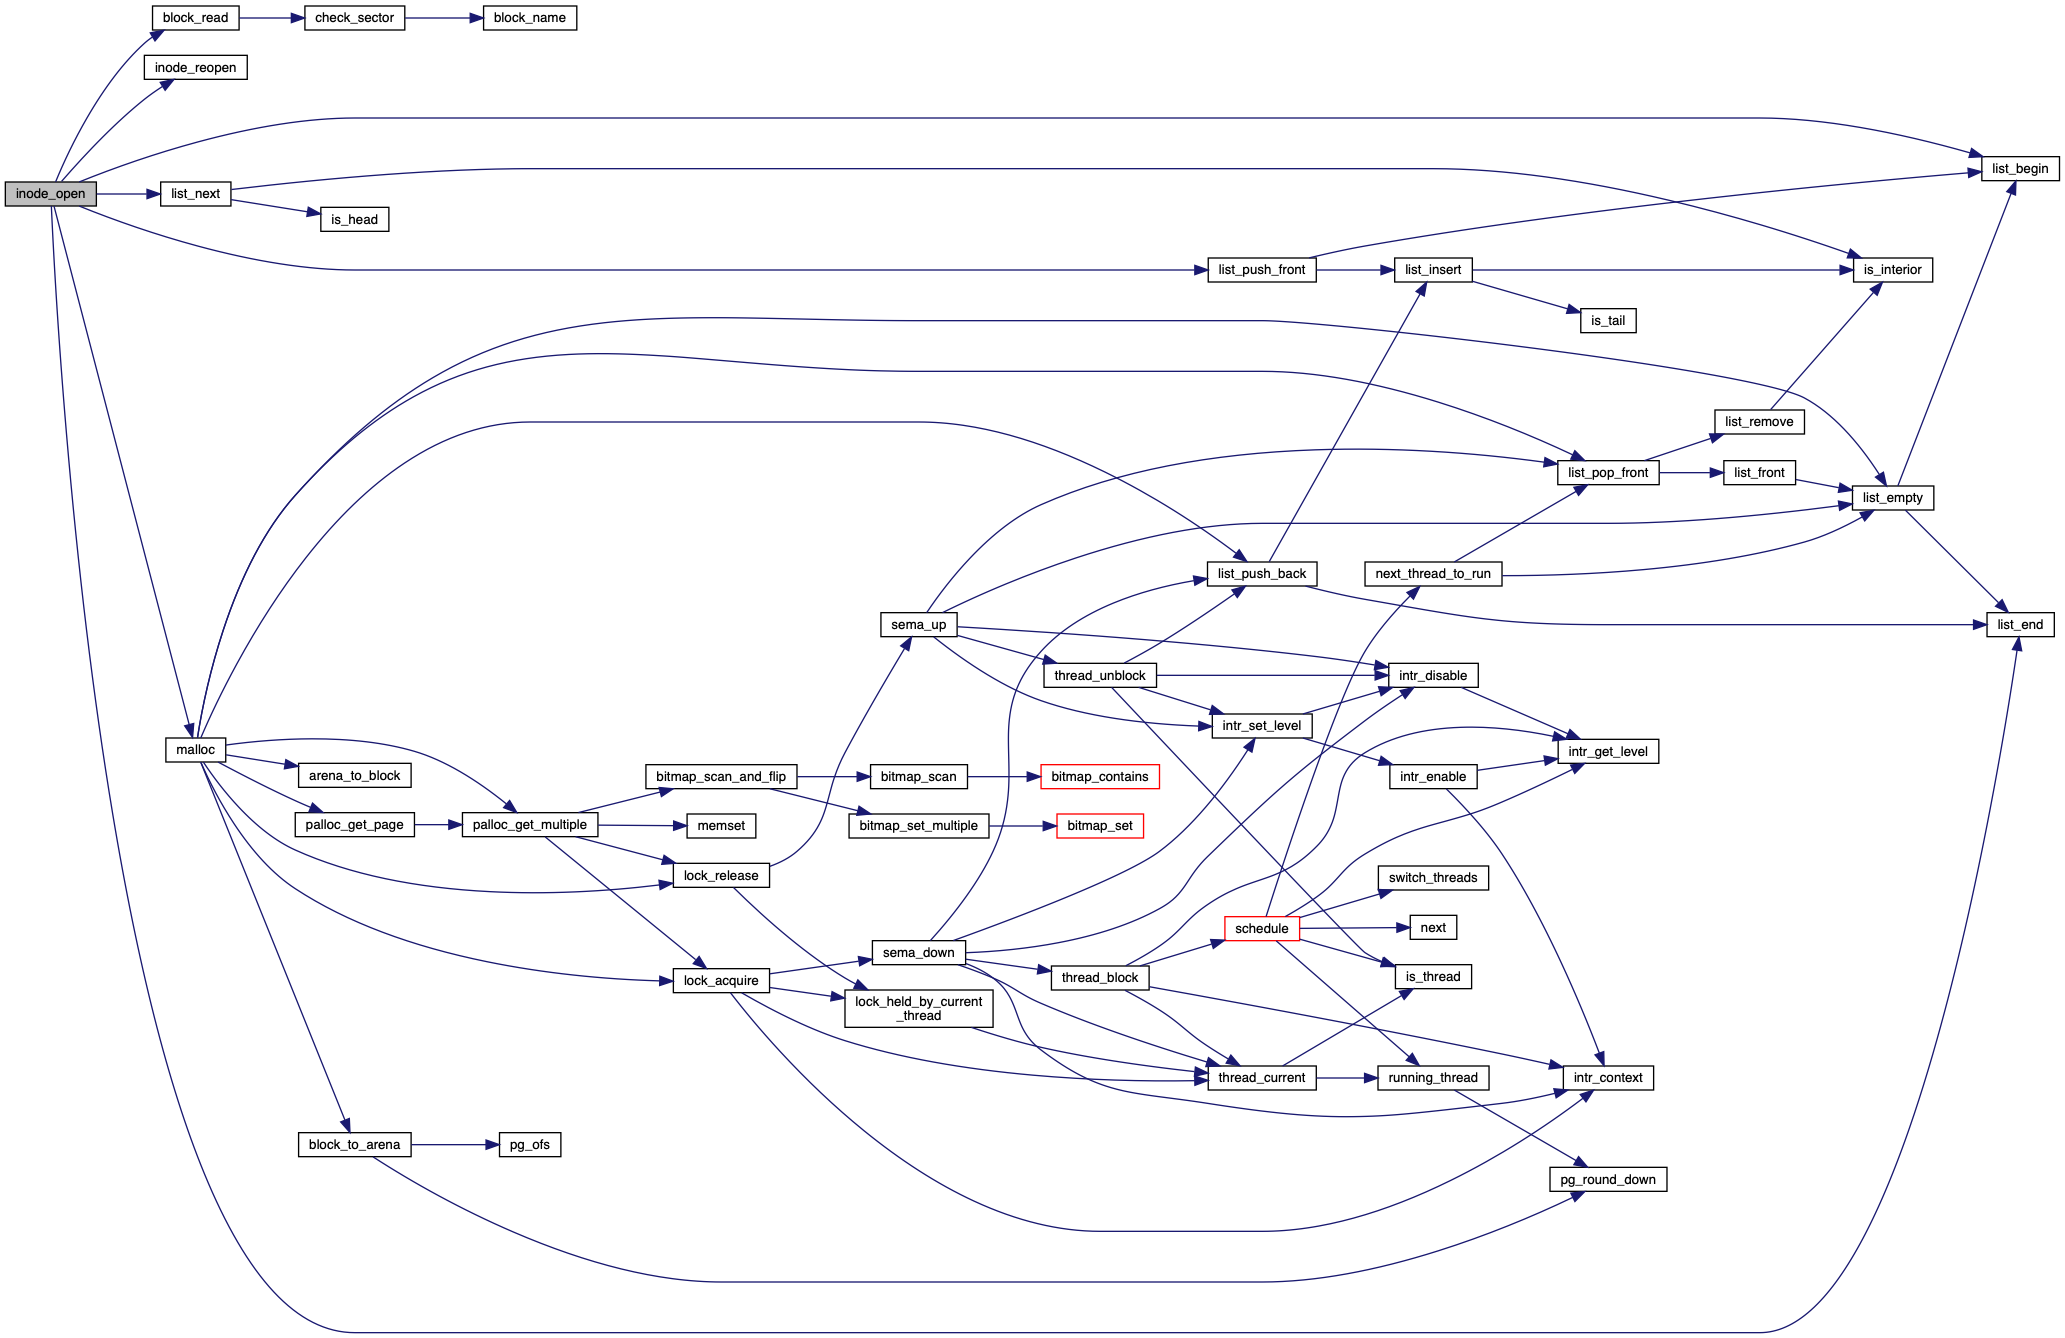 block_read
check_sector
block_name
inode_reopen
inode_open
list_next
list_begin
is_head
list_push_front
list_insert
is_interior
is_tail
list_remove
list_pop_front
list_front
list_empty
list_push_back
next_thread_to_run
sema_up
list_end
thread_unblock
intr_disable
intr_set_level
malloc
intr_get_level
arena_to_block
bitmap_scan_and_flip
bitmap_scan
bitmap_contains
intr_enable
palloc_get_page
palloc_get_multiple
memset
bitmap_set_multiple
bitmap_set
lock_release
switch_threads
schedule
next
sema_down
lock_acquire
thread_block
is_thread
lock_held_by_current
_thread
thread_current
running_thread
intr_context
block_to_arena
pg_ofs
pg_round_down